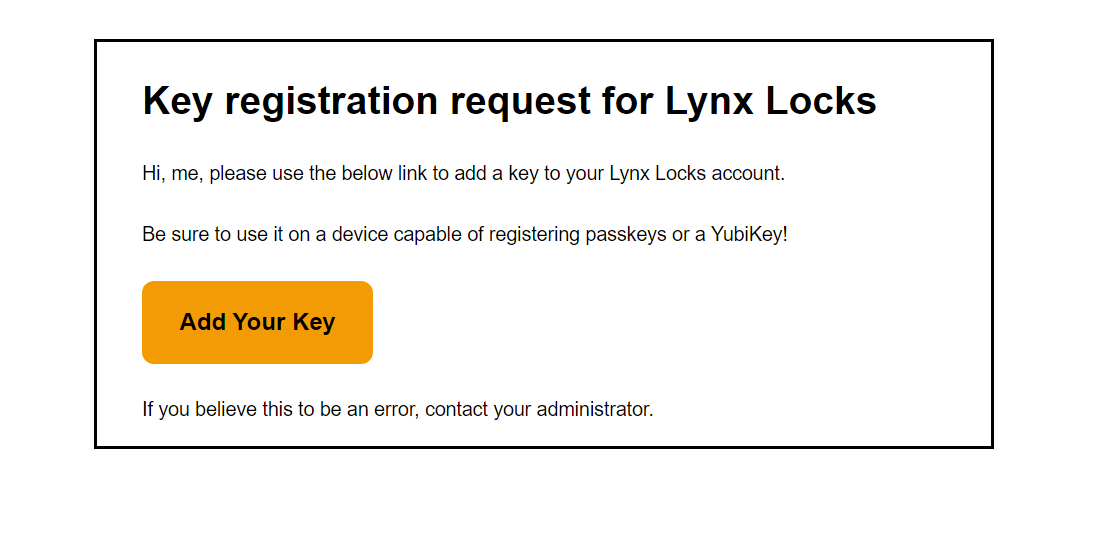 Key registration request for Lynx Locks
Hi, me, please use the below link to add a key to your Lynx Locks account.
Be sure to use it on a device capable of registering passkeys or a YubiKey!
Add Your Key
If you believe this to be an error, contact your administrator.